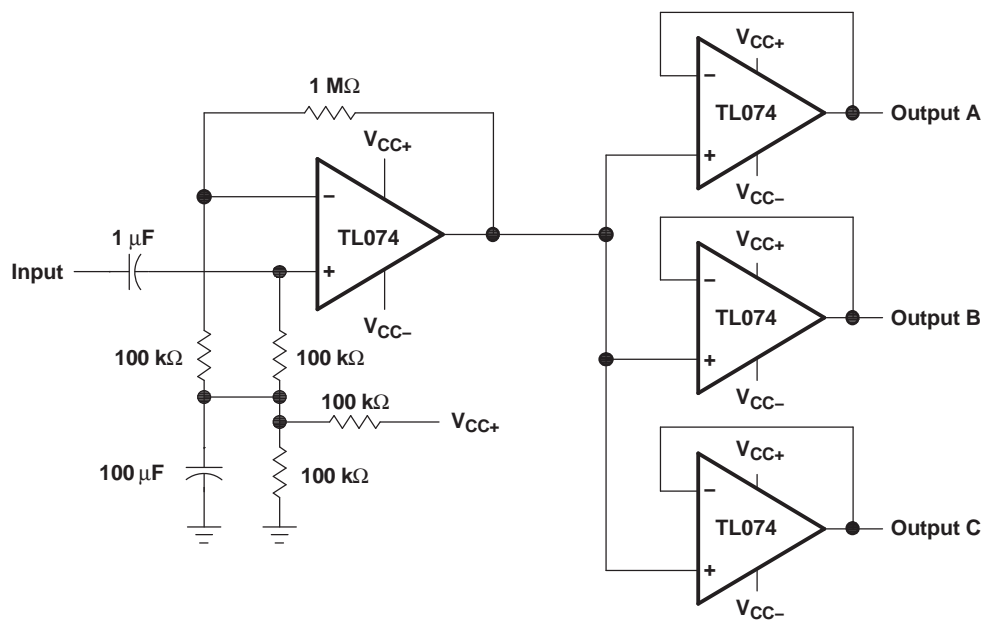 1 MΩ
VCC+
TL074
VCC−
1 μF
Input
−
+
100 kΩ
100 kΩ
100 kΩ
VCC+
100 μF
100 kΩ
VCC+
−
TL074
+
VCC−
Output A
VCC+
−
TL074
+
VCC−
Output B
VCC+
−
TL074
+
VCC−
Output C